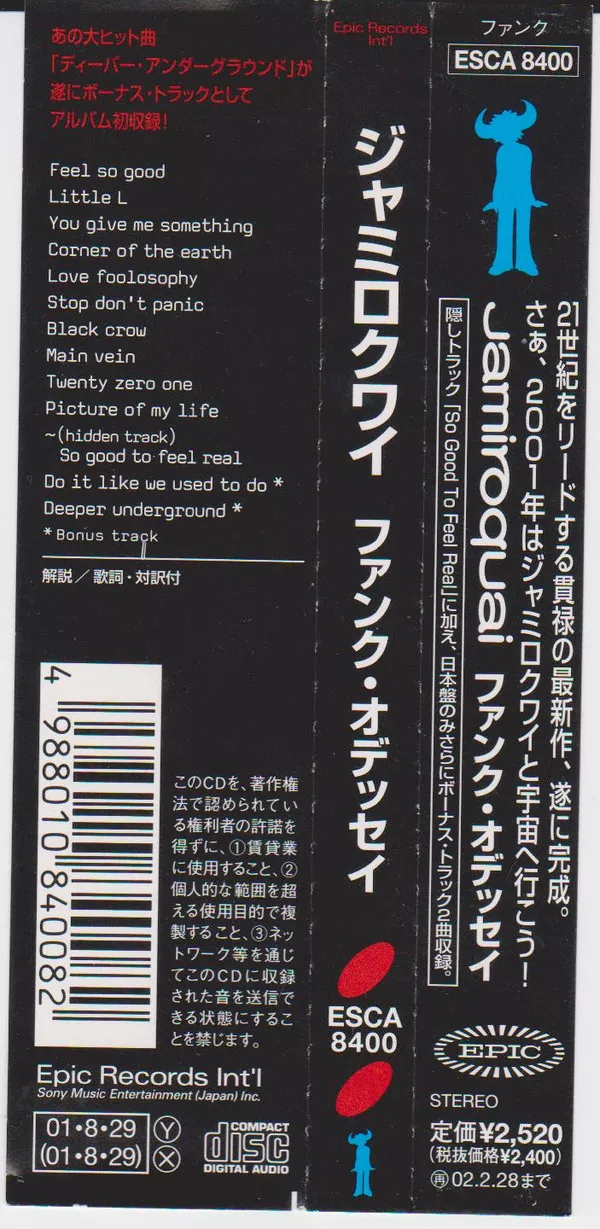 あの大ヒット曲
「ディーパー・アンダーグラウンド」が
遂にボーナス・トラックとして
アルバム初収録!
Feel so good
Little L
You give me something
Corner of the earth
Love foolosophy
Stop don't panic
Black crow
Main vein
Twenty zero one
Picture of my life
~(hidden track)
So good to feel real
Do it like we used to do *
Deeper underground *
* Bonus track
解説／歌詞・対訳付
4 988010 840082
このCDを、著作権
法で認められてい
る権利者の許諾を
得ずに、①賃貸業
に使用すること、②
個人的な範囲を超
える使用目的で複
製すること、③ネッ
トワーク等を通じ
てこのCDに収録
された音を送信で
きる状態にするこ
とを禁じます。
Epic Records Int'l
Sony Music Entertainment (Japan) Inc.
01・8・29 Y
(01・8・29) X
COMPACT
disc
DIGITAL AUDIO
Epic Records
Int'l
ジャミロクワイ ファンク・オデッセイ
ESCA
8400
ファンク
ESCA 8400
21世紀をリードする貫禄の最新作、遂に完成。
さぁ、2001年はジャミロクワイと宇宙へ行こう!
Jamiroquai ファンク・オデッセイ
隠しトラック「So Good To Feel Real」に加え、日本盤のみさらにボーナス・トラック2曲収録。
EPIC
STEREO
定価¥2,520
(税抜価格¥2,400)
再02.2.28まで